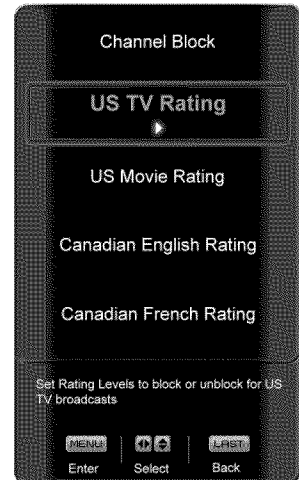 Channel Block
US TV Rating
US Movie Rating
Canadian English Rating
Canadian French Rating
Set Rating Levels to block or unblock for US
TV broadcasts
MENU LAST
Enter Select Back